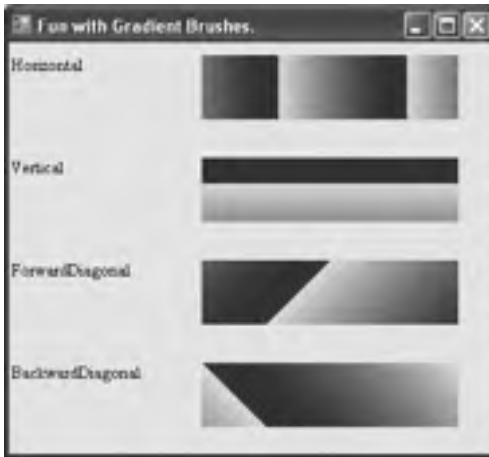 Fun with Gradient Brushes.
Horizontal
Vertical
ForwardDiagonal
BackwardDiagonal